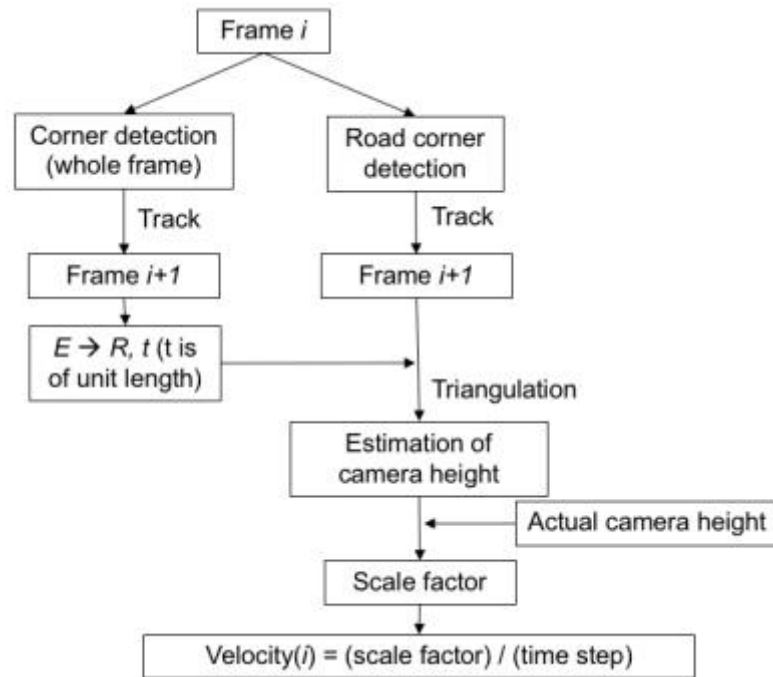 Frame i
Corner detection
(whole frame)
Road corner
detection
Track
Track
Frame i+1
Frame i+1
E → R, t (t is
of unit length)
Triangulation
Estimation of
camera height
Actual camera height
Scale factor
Velocity(i) = (scale factor) / (time step)